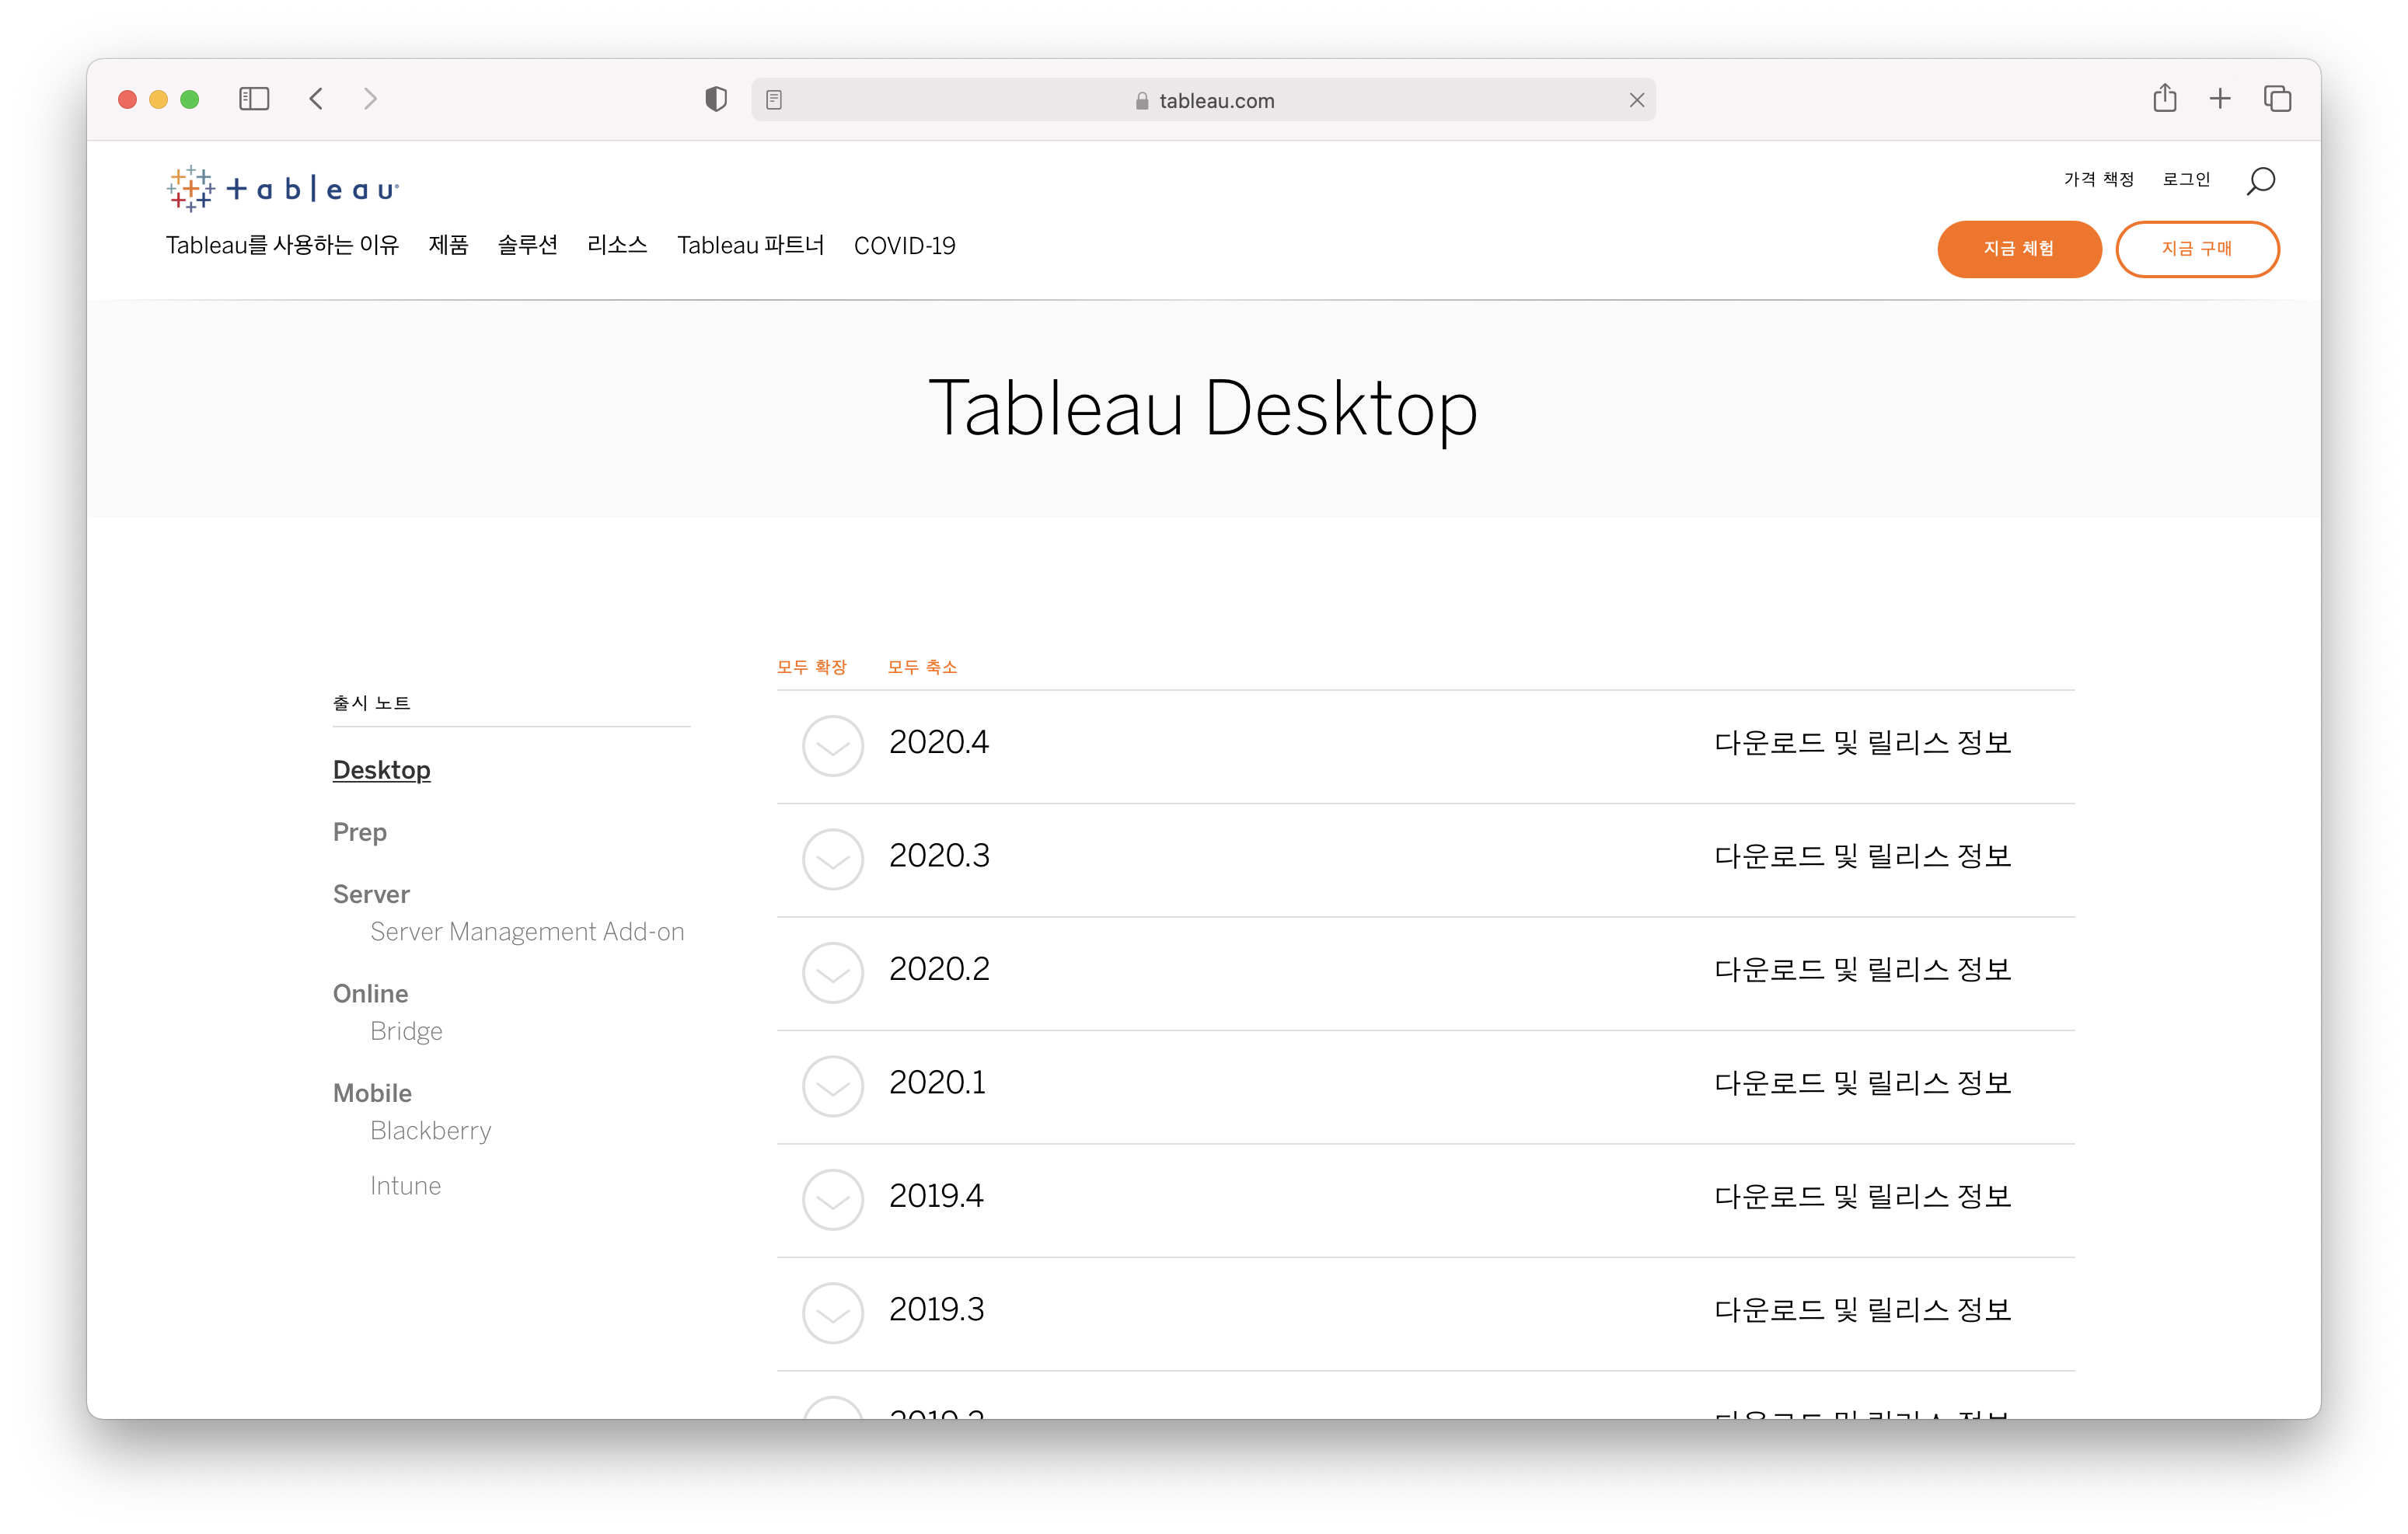 tableau.com
tableau
가격 책정 로그인
Tableau를 사용하는 이유 제품 솔루션 리소스 Tableau 파트너 COVID-19
지금 체험 지금 구매
Tableau Desktop
모두 확장 모두 축소
출시 노트
Desktop
Prep
Server
Server Management Add-on
Online
Bridge
Mobile
Blackberry
Intune
2020.4 다운로드 및 릴리스 정보
2020.3 다운로드 및 릴리스 정보
2020.2 다운로드 및 릴리스 정보
2020.1 다운로드 및 릴리스 정보
2019.4 다운로드 및 릴리스 정보
2019.3 다운로드 및 릴리스 정보